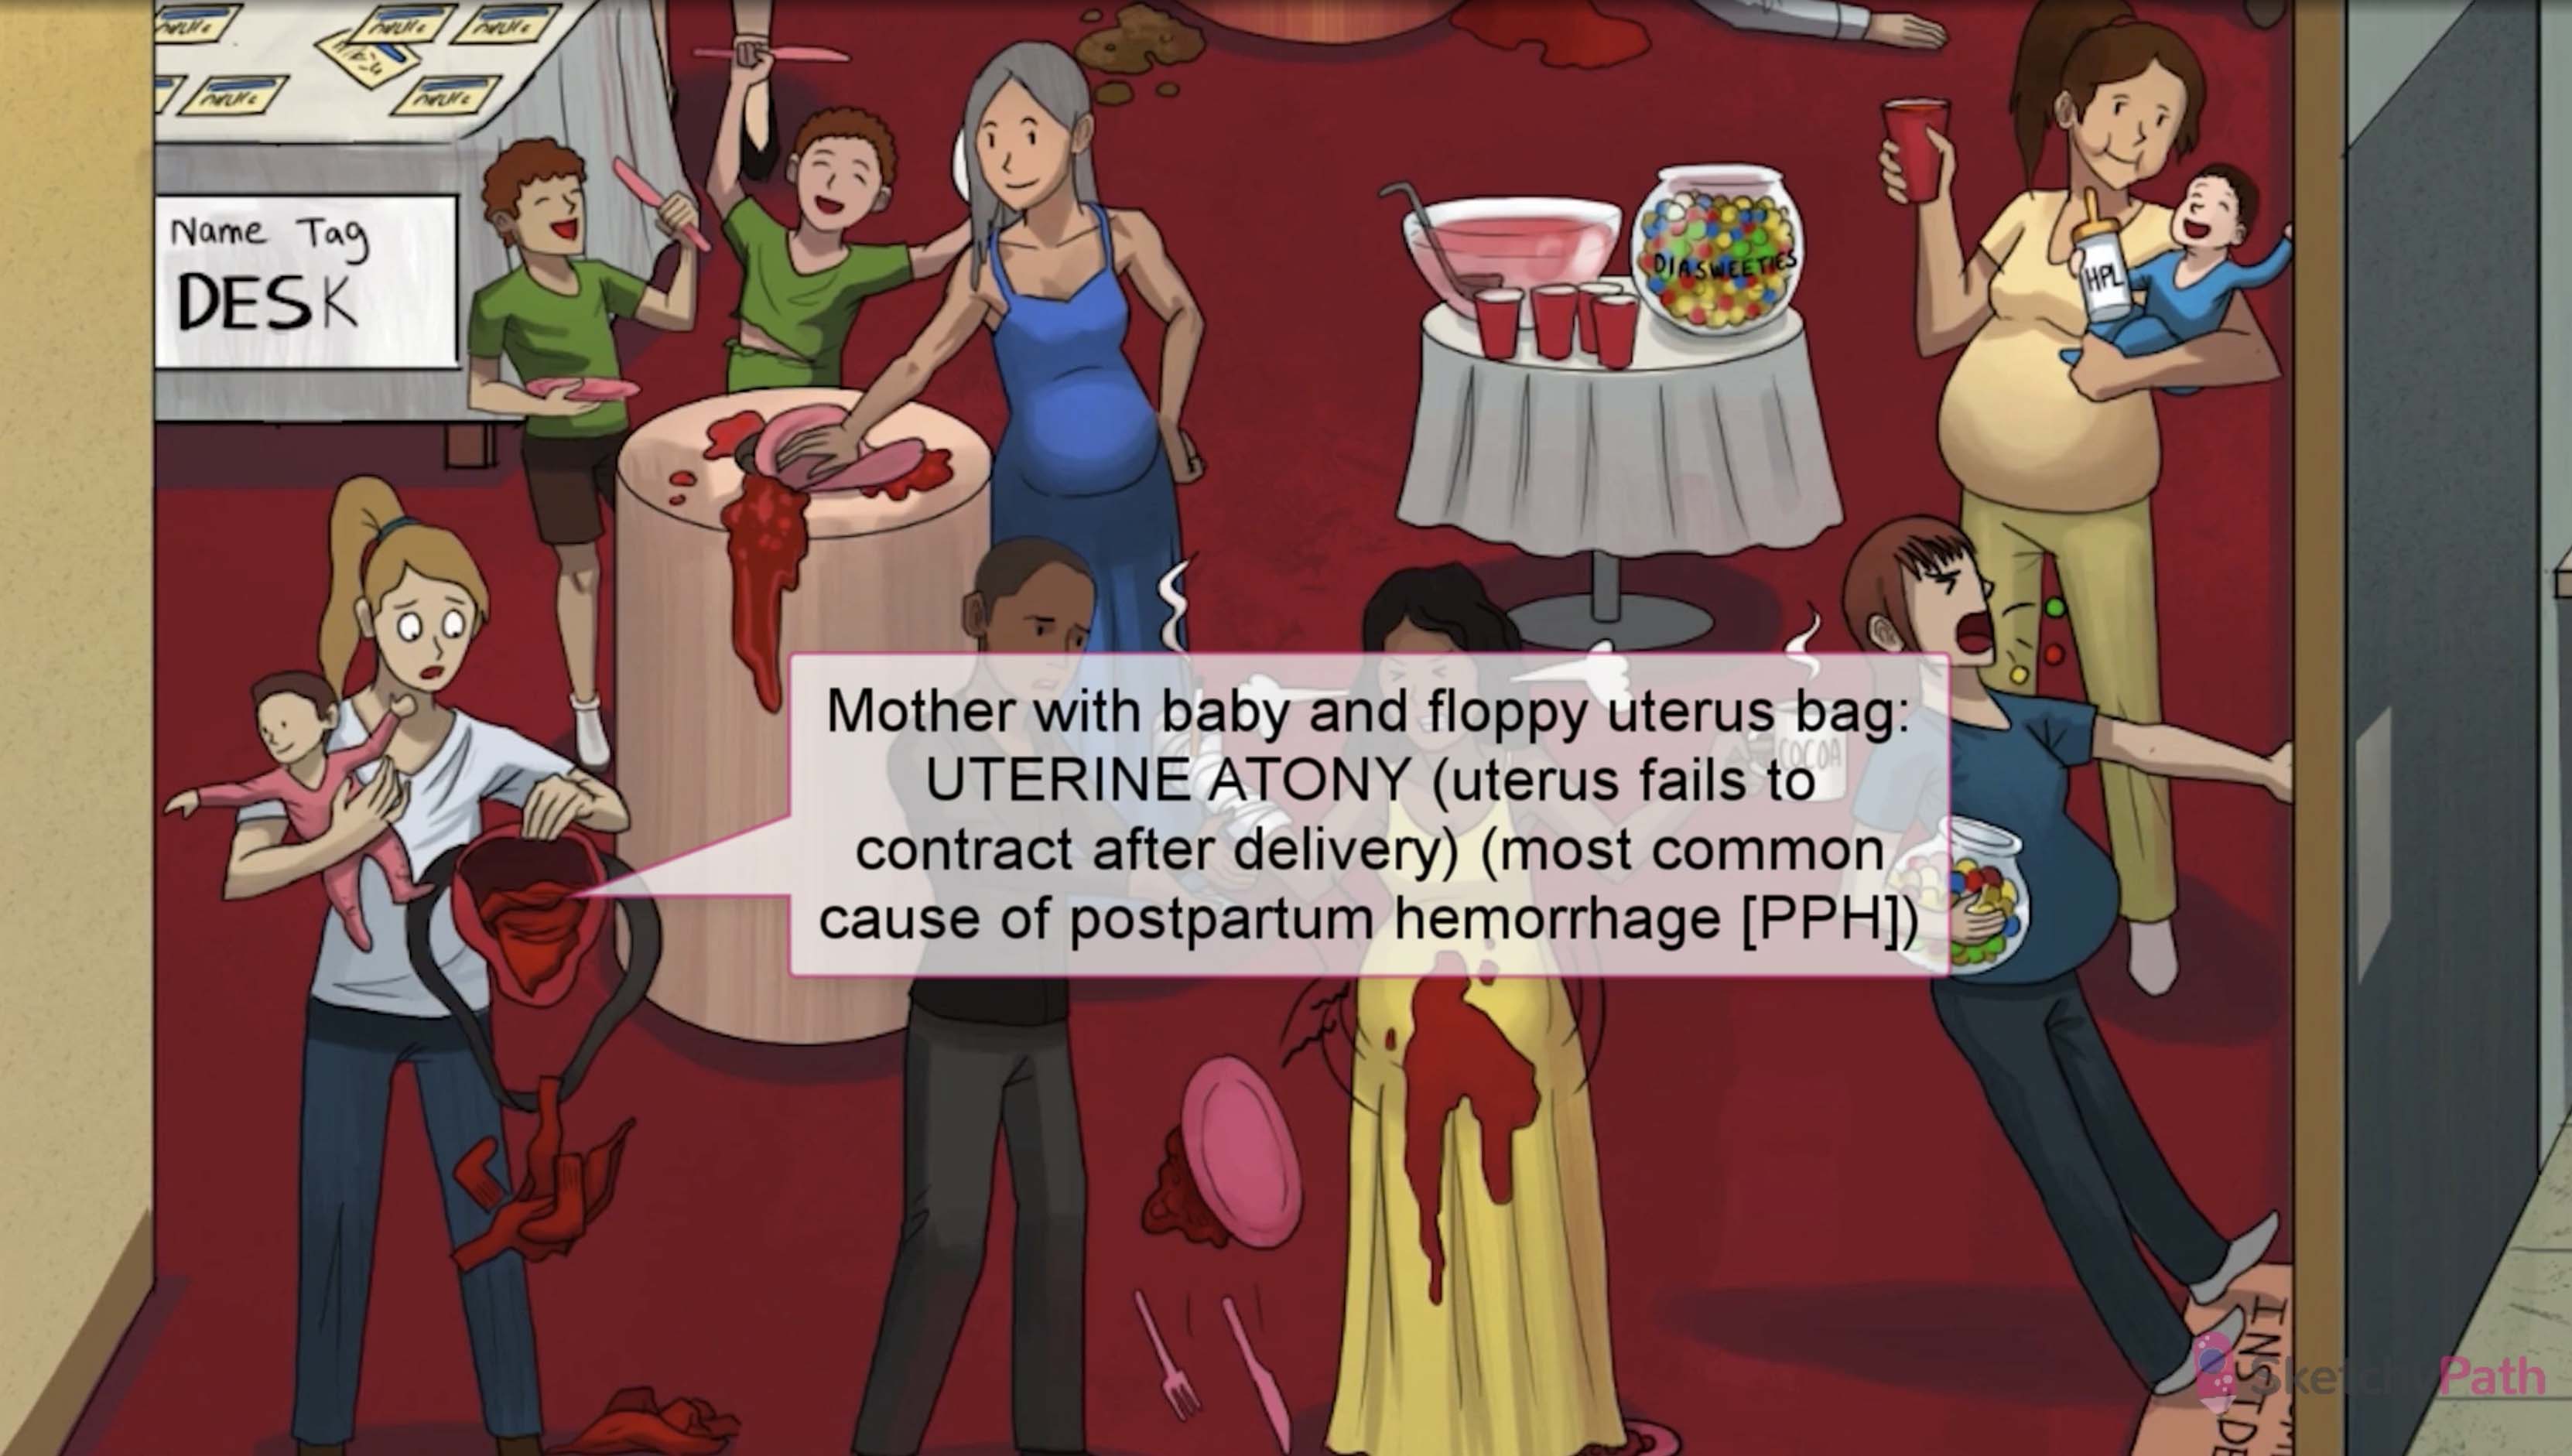 Name Tag
DESK
DIASWEETIES
HPL
Mother with baby and floppy uterus bag:
UTERINE ATONY (uterus fails to
contract after delivery) (most common
cause of postpartum hemorrhage [PPH])
COCOA
SketchyPath